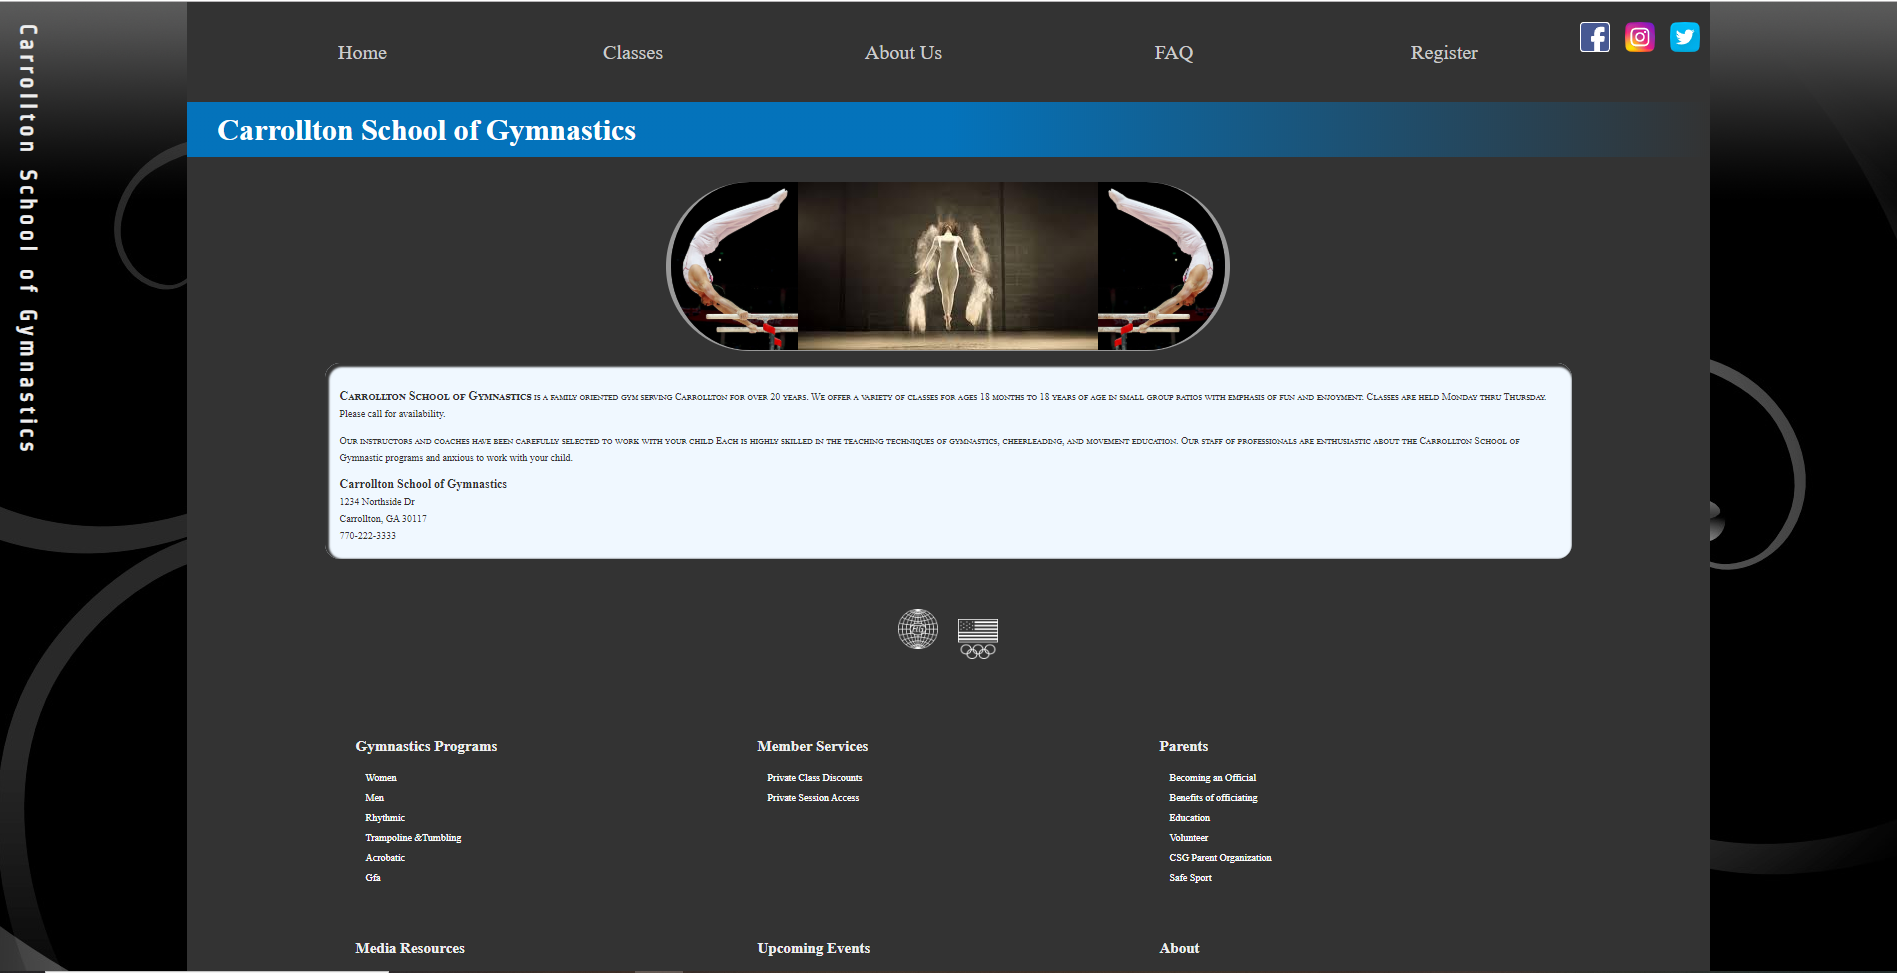 Carrollton School of Gymnastics
Home
Classes
About Us
FAQ
Register
Carrollton School of Gymnastics
Carrollton School of Gymnastics is a family oriented gym serving Carrollton for over 20 years. We offer a variety of classes for ages 18 months to 18 years of age in small group ratios with emphasis of fun and enjoyment. Classes are held Monday thru Thursday.
Please call for availability.
Our instructors and coaches have been carefully selected to work with your child Each is highly skilled in the teaching techniques of gymnastics, cheerleading, and movement education. Our staff of professionals are enthusiastic about the Carrollton School of
Gymnastic programs and anxious to work with your child.
Carrollton School of Gymnastics
1234 Northside Dr
Carrollton, GA 30117
770-222-3333
Gymnastics Programs
Women
Men
Rhythmic
Trampoline &Tumbling
Acrobatic
Gfa
Member Services
Private Class Discounts
Private Session Access
Parents
Becoming an Official
Benefits of officiating
Education
Volunteer
CSG Parent Organization
Safe Sport
Media Resources
Upcoming Events
About